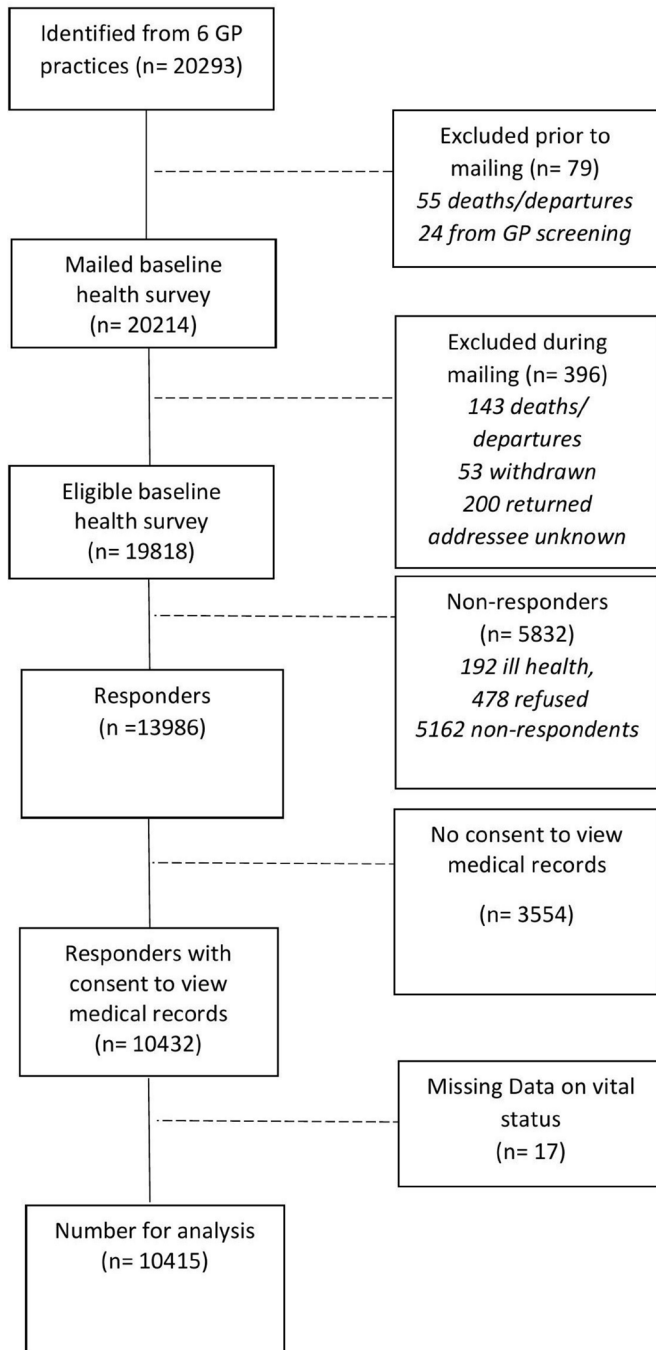 Identified from 6 GP
practices (n= 20293)
Excluded prior to
mailing (n= 79)
55 deaths/departures
24 from GP screening
Mailed baseline
health survey
(n= 20214)
Excluded during
mailing (n= 396)
143 deaths/
departures
53 withdrawn
200 returned
addressee unknown
Eligible baseline
health survey
(n= 19818)
Non-responders
(n= 5832)
192 ill health,
478 refused
5162 non-respondents
Responders
(n =13986)
No consent to view
medical records
(n= 3554)
Responders with
consent to view
medical records
(n= 10432)
Missing Data on vital
status
(n= 17)
Number for analysis
(n= 10415)